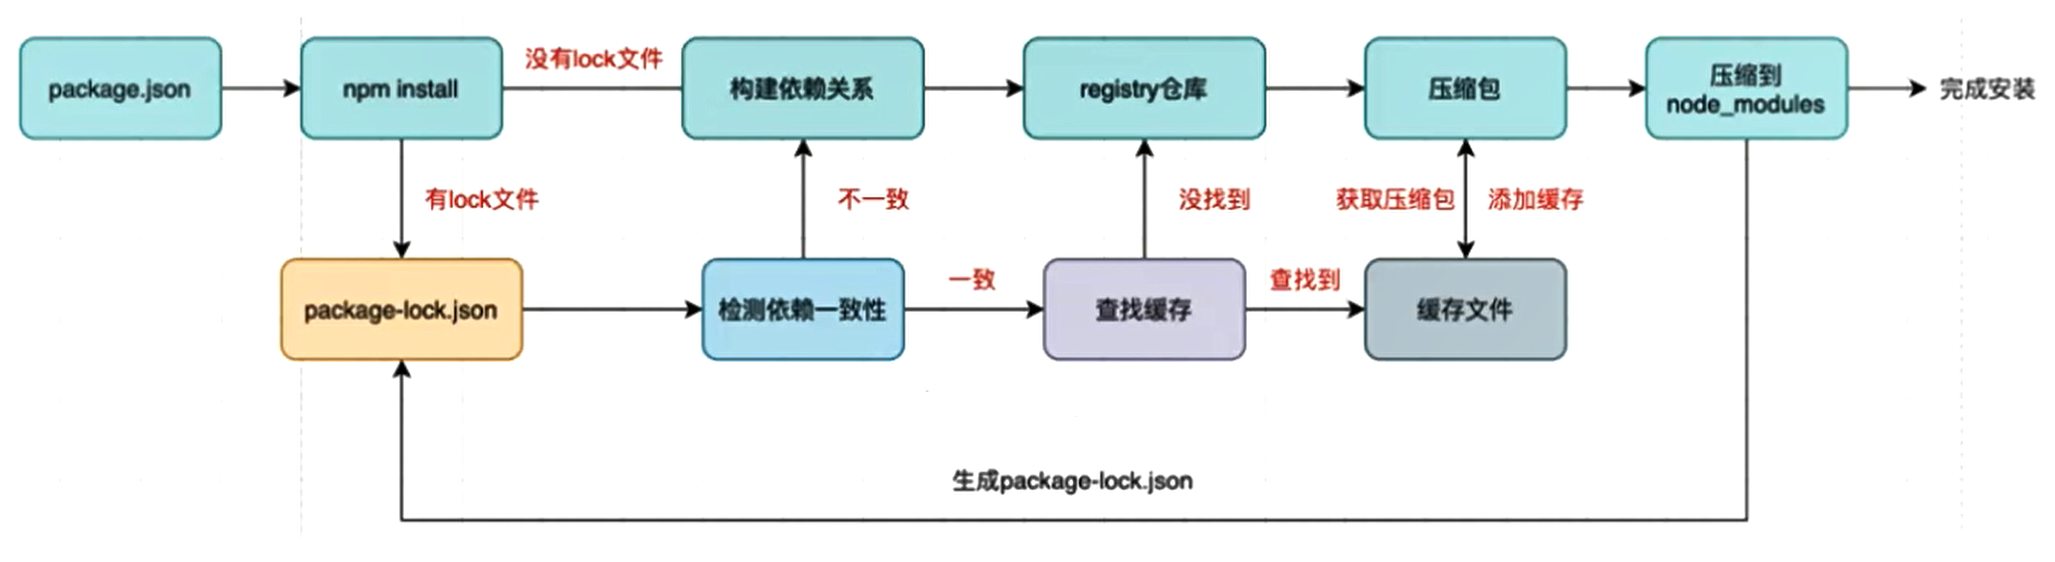 package.json
npm install
没有lock文件
构建依赖关系
registry仓库
压缩包
压缩到
node_modules
完成安装
有lock文件
不一致
没找到
获取压缩包
添加缓存
package-lock.json
检测依赖一致性
一致
查找缓存
查找到
缓存文件
生成package-lock.json